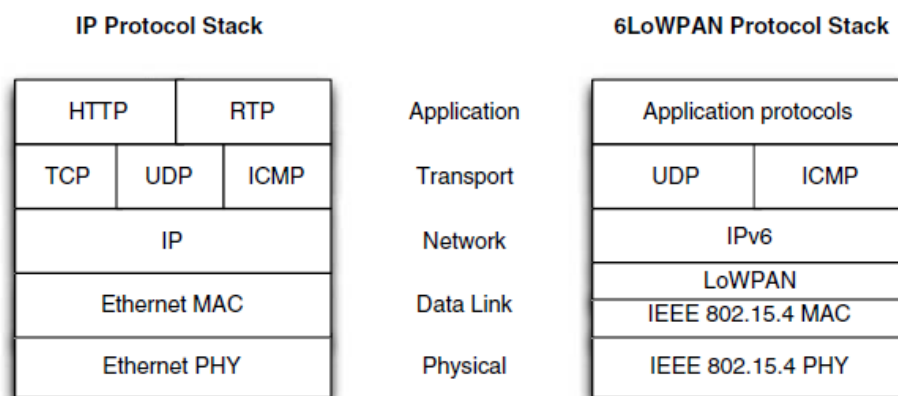 IP Protocol Stack 6LoWPAN Protocol Stack
HTTP RTP Application Application protocols
TCP UDP ICMP Transport UDP ICMP
IP Network IPv6
LoWPAN
Ethernet MAC Data Link IEEE 802.15.4 MAC
Ethernet PHY Physical IEEE 802.15.4 PHY